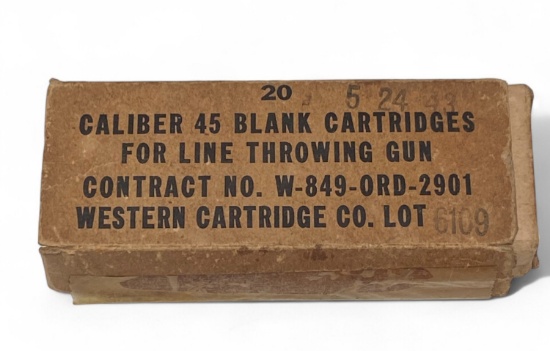 20 5 24 43
CALIBER 45 BLANK CARTRIDGES
FOR LINE THROWING GUN
CONTRACT NO. W-849-ORD-2901
WESTERN CARTRIDGE CO. LOT 6109